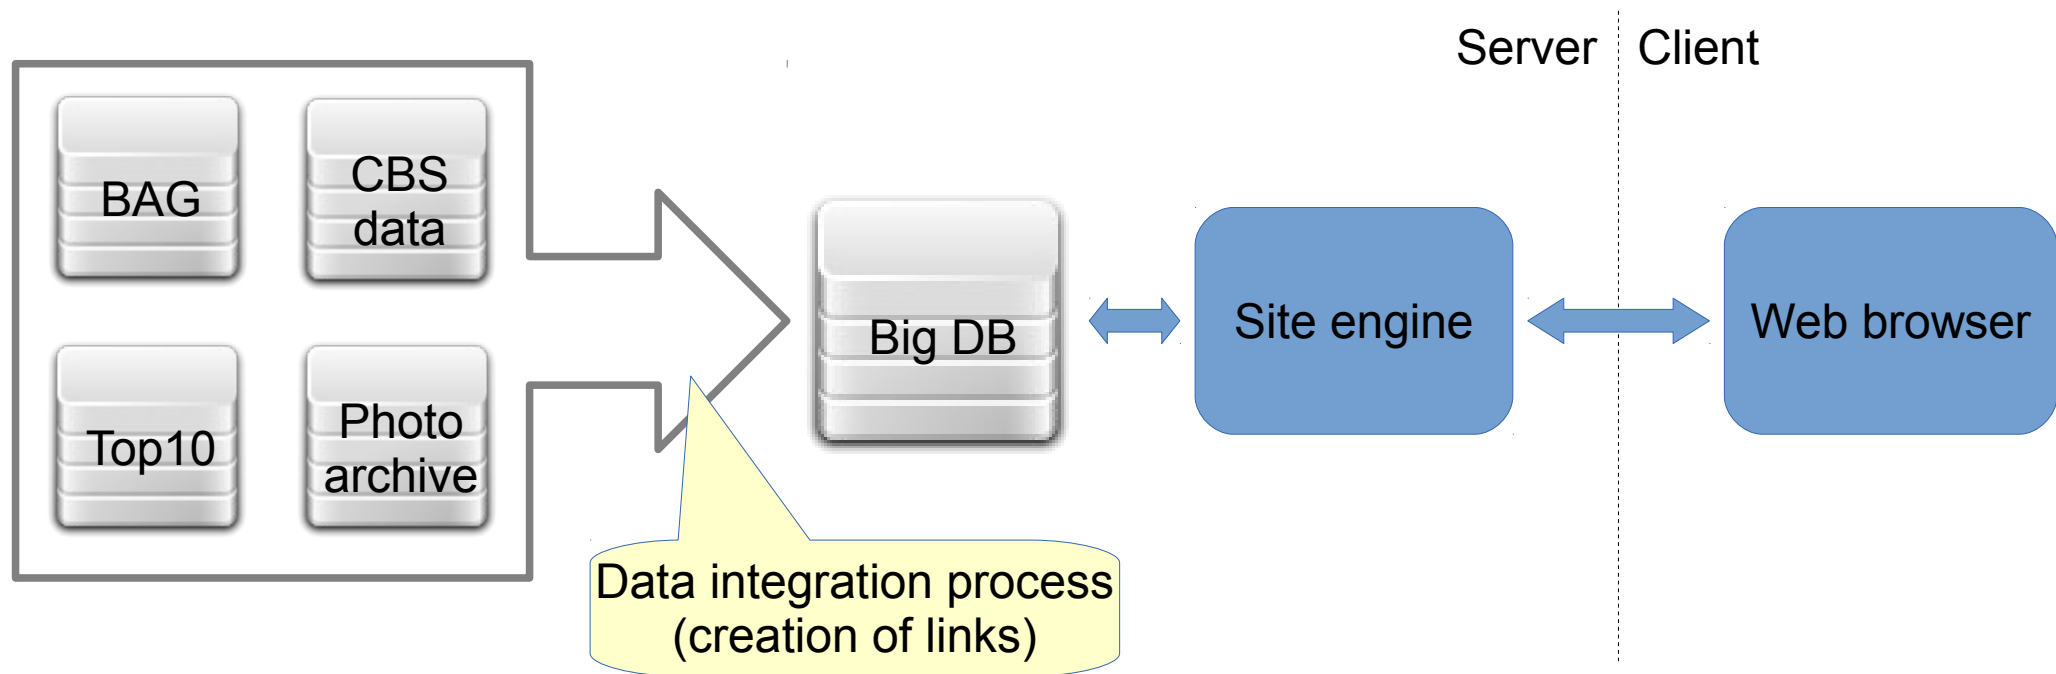 Server
Client
BAG
CBS
data
Top10
Photo
archive
Big DB
Site engine
Web browser
Data integration process
(creation of links)